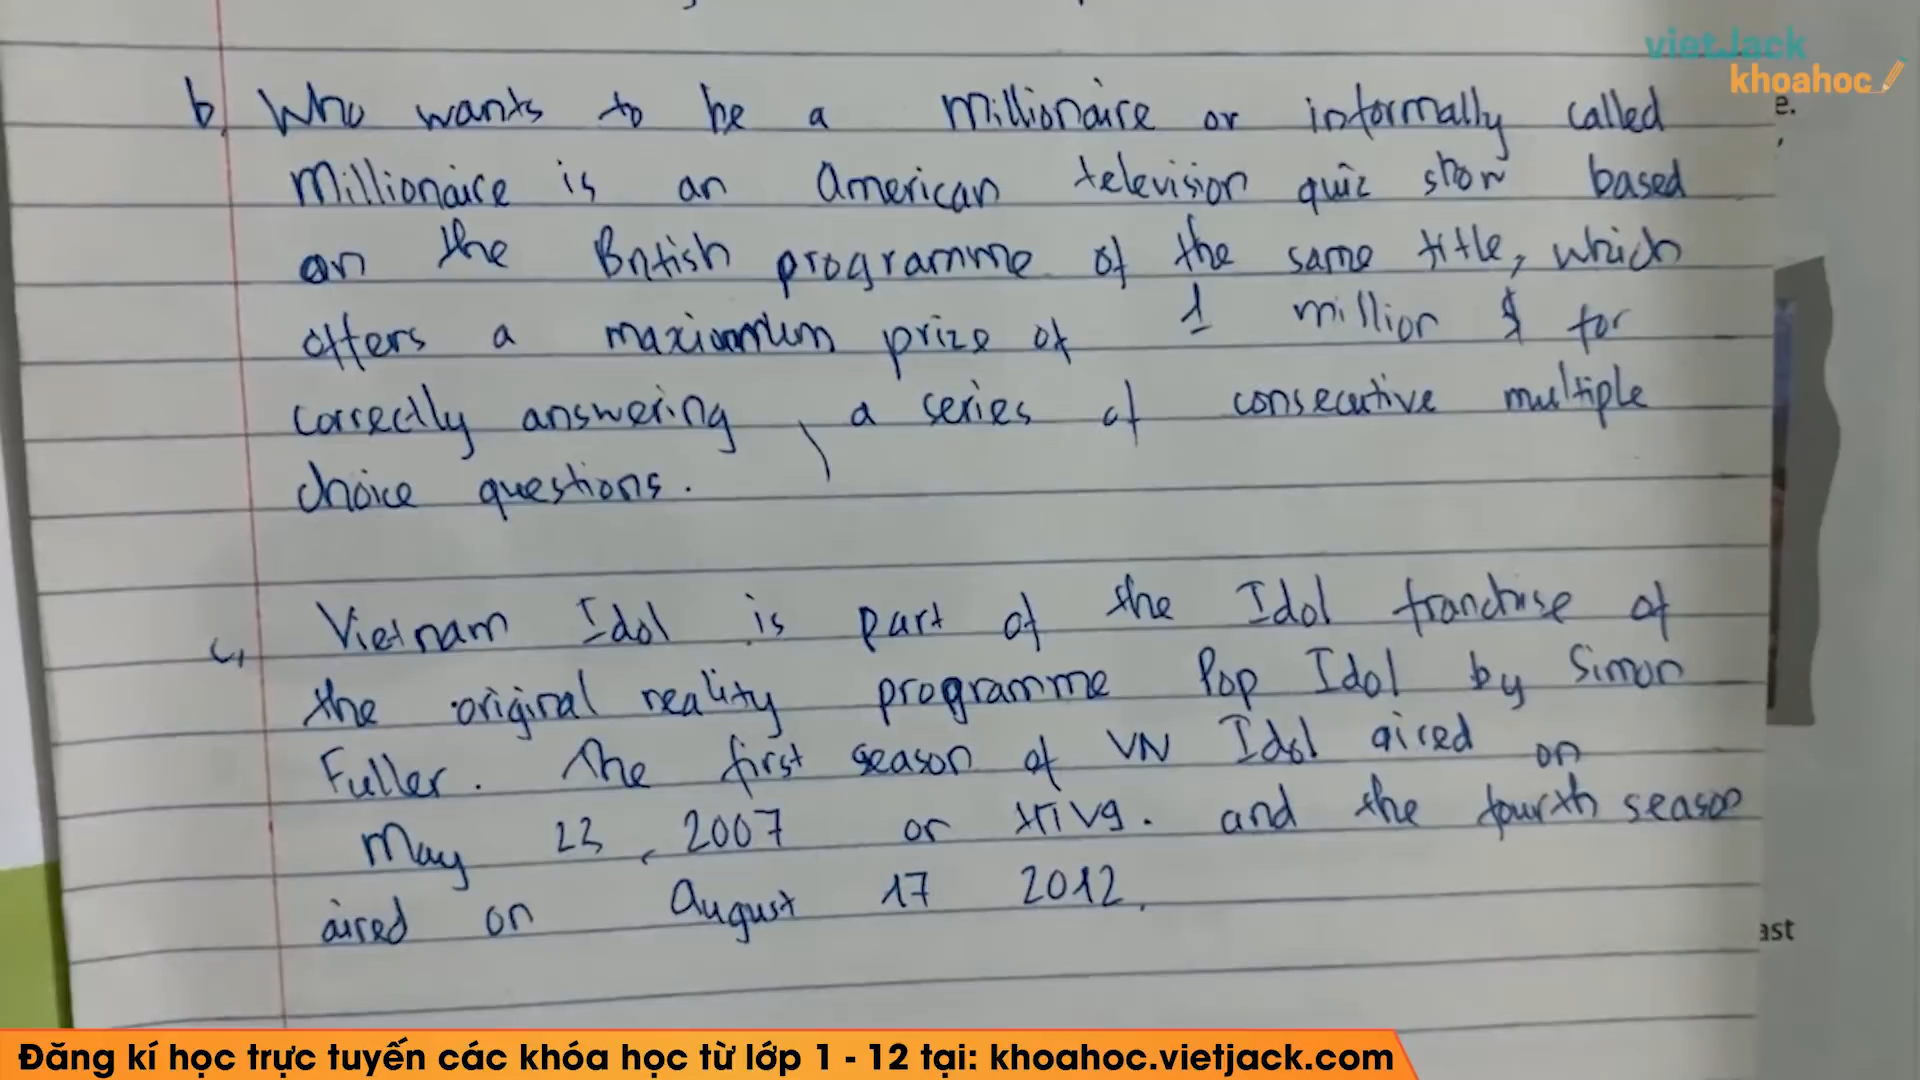 vietJack
khoahoc
e.
b, Who wants to be a Millionaire or informally called
Millionaire is an American television quiz show based
on the British programme of the same title, which
offers a maximum prize of 1 million $ for
correctly answering, a series of consecutive multiple
choice questions.
c, Vietnam Idol is part of the Idol franchise of
the original reality programme Pop Idol by Simon
Fuller. The first season of VN Idol aired on
May 23, 2007 or HTV9. and the fourth season
aired on August 17 2012.
ast
Đăng kí học trực tuyến các khóa học từ lớp 1 - 12 tại: khoahoc.vietjack.com